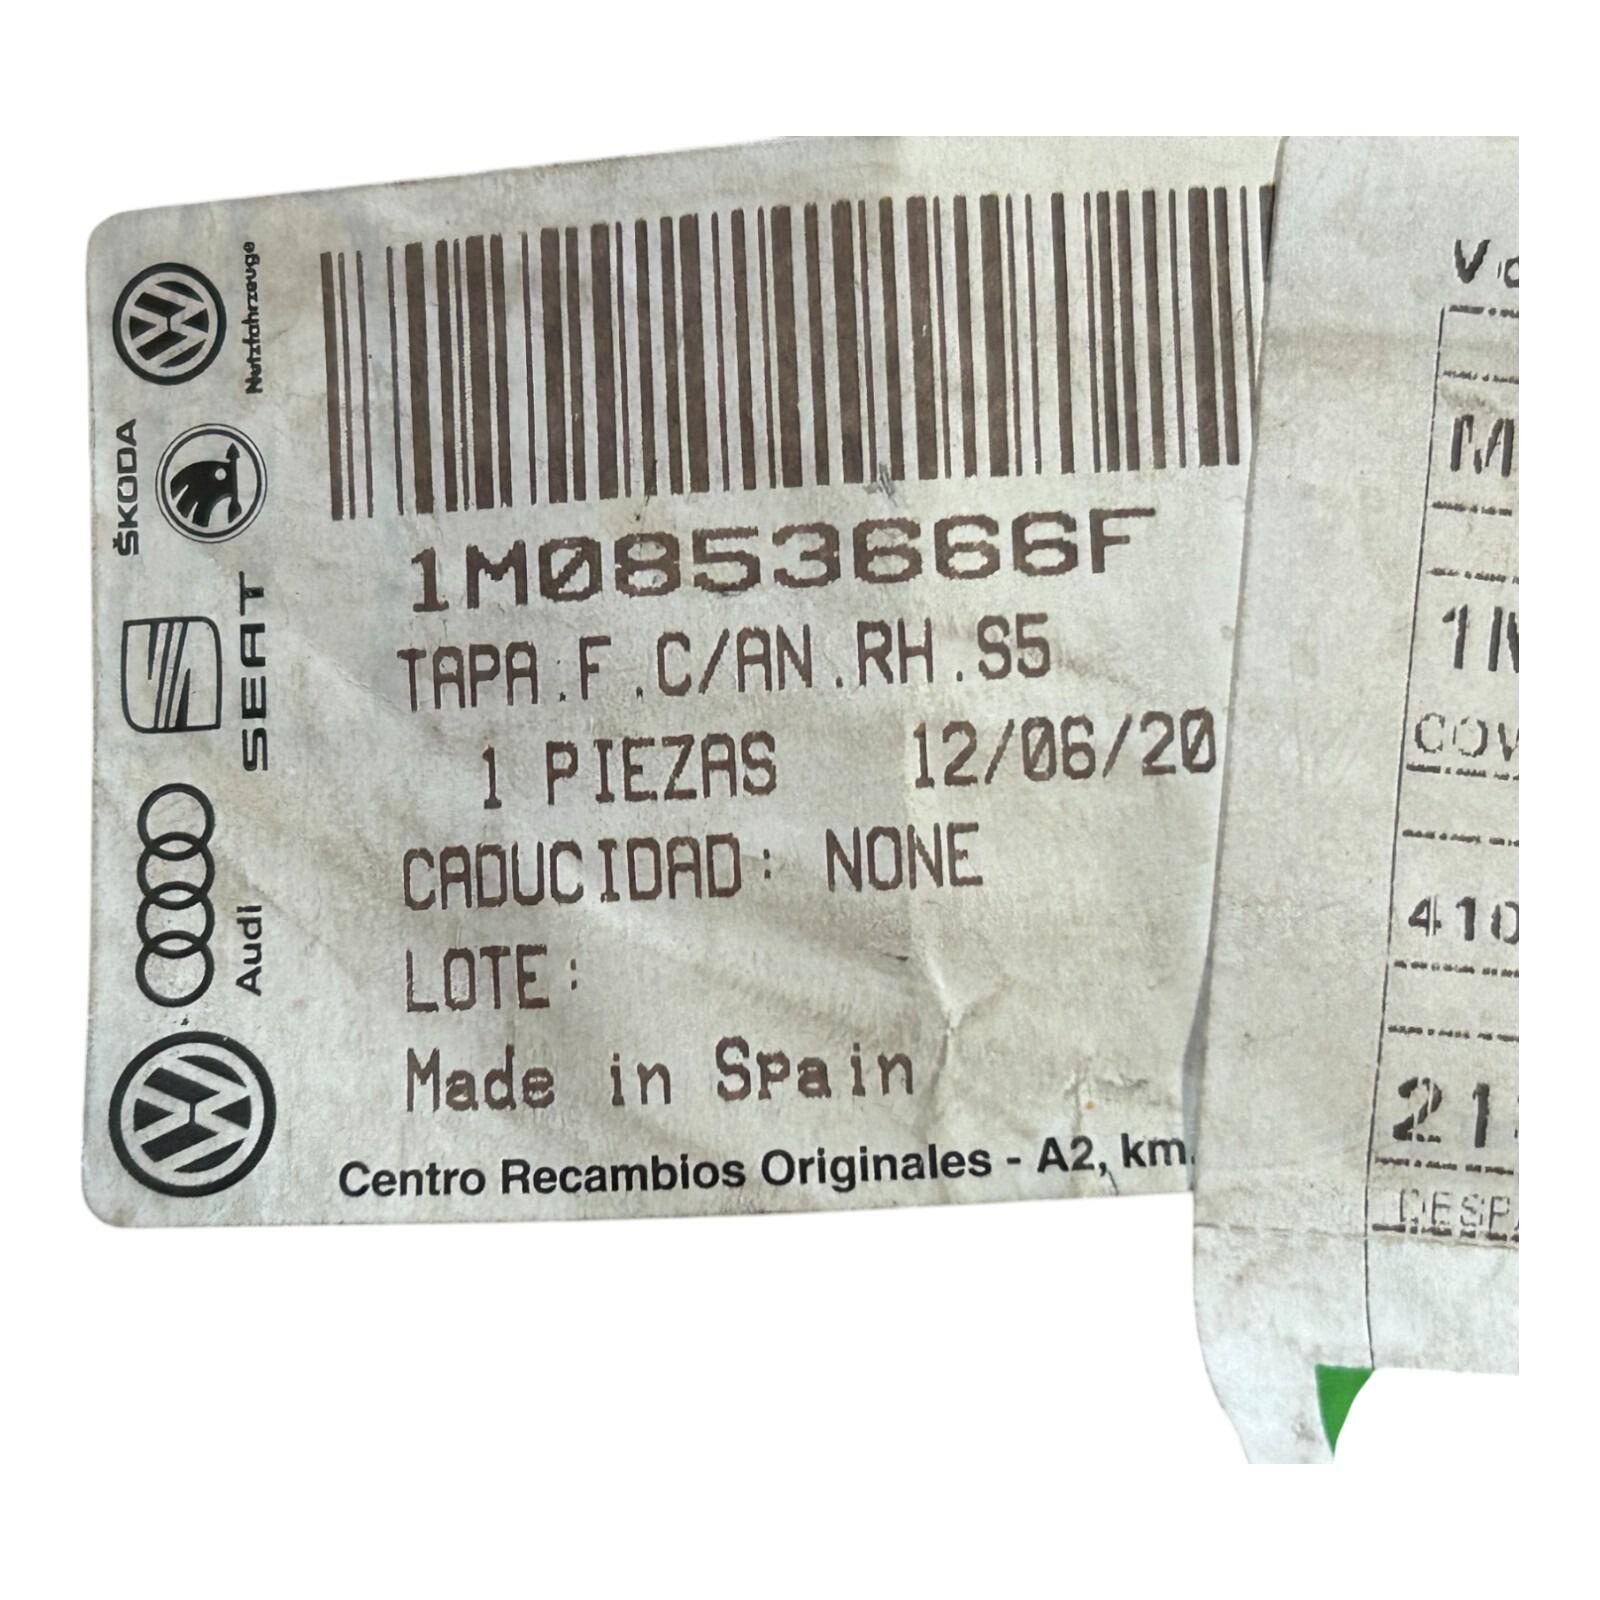 Nutzfahrzeuge
ŠKODA
SEAT
Audi
1M0853666F
TAPA.F.C/AN.RH.S5
1 PIEZAS 12/06/20
CADUCIDAD: NONE
LOTE:
Made in Spain
Centro Recambios Originales - A2, km.